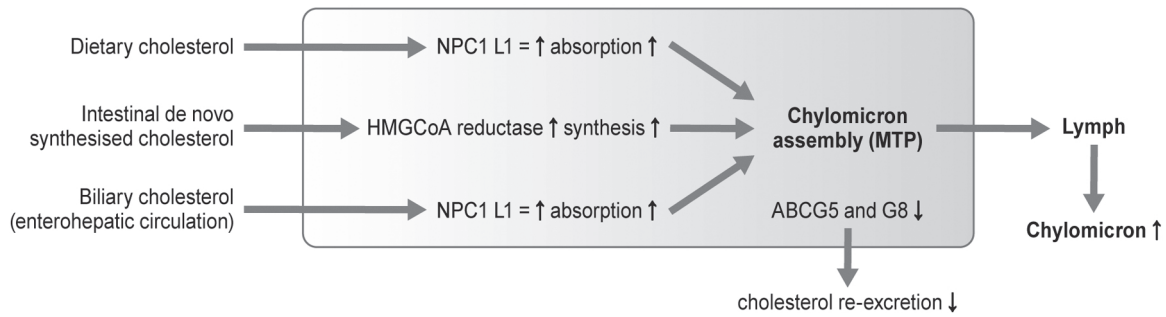 Dietary cholesterol
NPC1 L1 = ↑ absorption ↑
Intestinal de novo
synthesised cholesterol
HMGCoA reductase ↑ synthesis ↑
Chylomicron
assembly (MTP)
Lymph
Biliary cholesterol
(enterohepatic circulation)
NPC1 L1 = ↑ absorption ↑
ABCG5 and G8 ↓
Chylomicron ↑
cholesterol re-excretion ↓